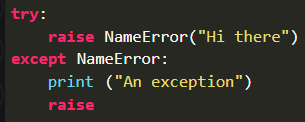 try:
    raise NameError("Hi there")
except NameError:
    print ("An exception")
    raise